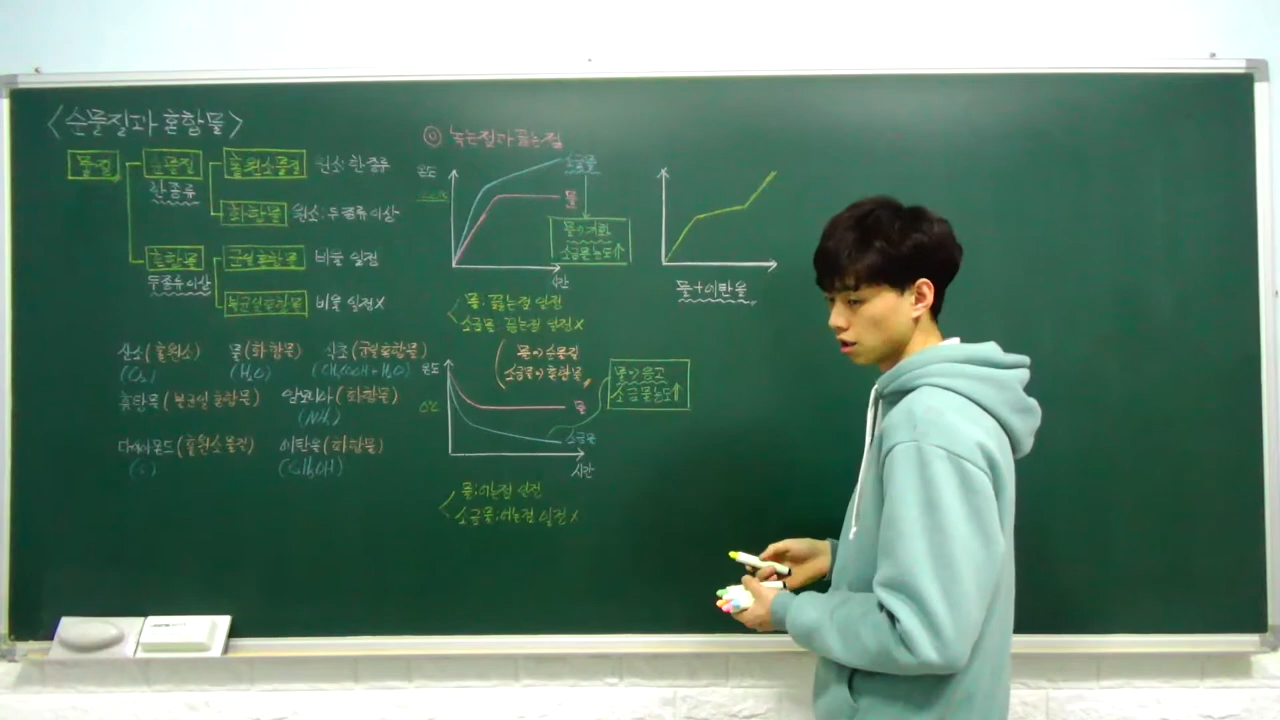 <순물질과 혼합물>
물질 순물질 홑원소물질 원소: 한 종류
한 종류
화합물 원소: 두 종류 이상
혼합물 균일혼합물 비율 일정
두 종류 이상
불균일혼합물 비율 일정X
산소(홑원소) 물(화합물) 식초(균일혼합물)
(O₂) (H₂O) (CH₃COOH + H₂O)
흙탕물(불균일 혼합물) 암모니아(화합물)
(NH₃)
다이아몬드(홑원소 물질) 에탄올(화합물)
(C) (C₂H₅OH)
① 녹는점과 끓는점
온도
소금물
물
물→기화
소금물 농도↑
시간
물: 끓는점 일정
소금물: 끓는점 일정X
물→순물질
소금물→혼합물
온도
0℃
물
소금물
시간
물→응고
소금물 농도↑
물: 어는점 일정
소금물: 어는점 일정X
물+에탄올